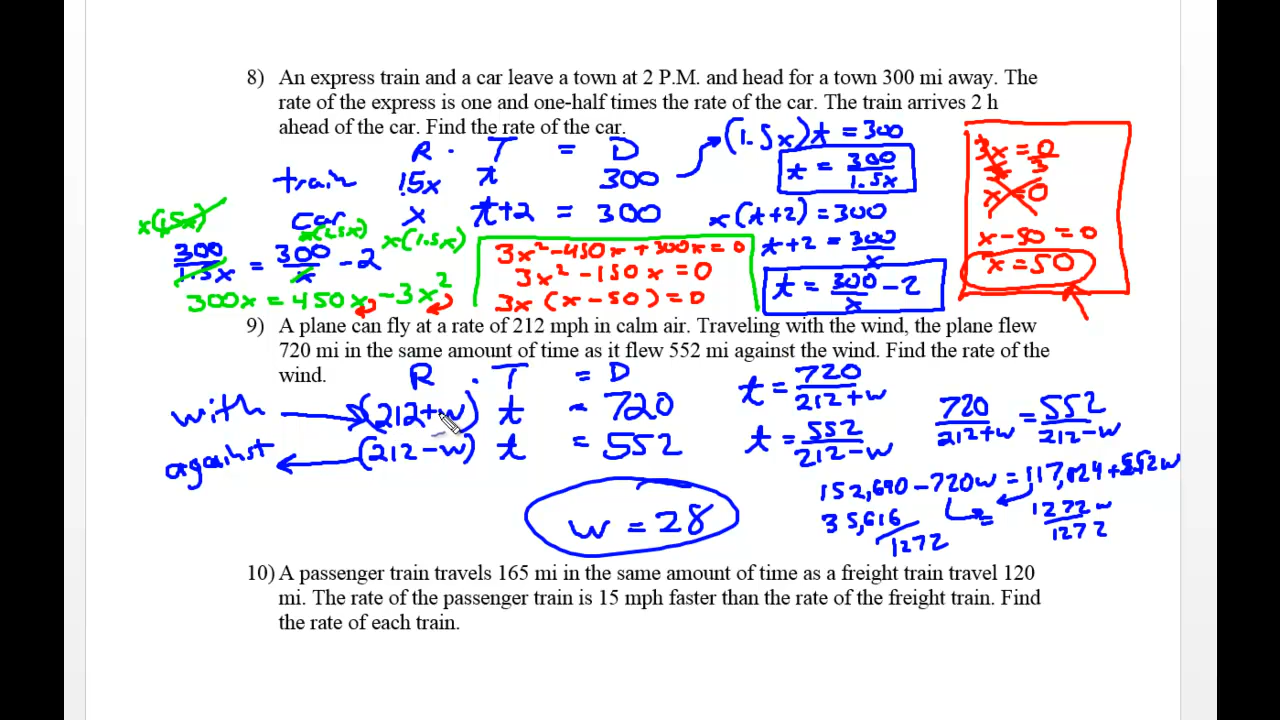 8) An express train and a car leave a town at 2 P.M. and head for a town 300 mi away. The
rate of the express is one and one-half times the rate of the car. The train arrives 2 h
ahead of the car. Find the rate of the car.
R · T = D
train 1.5x t 300
car x t+2 = 300
(1.5x)t = 300
t = 300/1.5x
x(t+2) = 300
t+2 = 300/x
t = 300/x - 2
x(1.5x) x(1.5x) x(1.5x)
300/1.5x = 300/x - 2
300x = 450x - 3x²
3x² - 450x + 300x = 0
3x² - 150x = 0
3x (x - 50) = 0
3x = 0
3 3
x = 0
x - 50 = 0
x = 50
9) A plane can fly at a rate of 212 mph in calm air. Traveling with the wind, the plane flew
720 mi in the same amount of time as it flew 552 mi against the wind. Find the rate of the
wind.
R · T = D
with (212+w) t = 720
against (212-w) t = 552
t = 720/212+w
t = 552/212-w
720/212+w = 552/212-w
152,640 - 720w = 117,024 + 552w
35,616/1272 = 1272w/1272
w = 28
10) A passenger train travels 165 mi in the same amount of time as a freight train travel 120
mi. The rate of the passenger train is 15 mph faster than the rate of the freight train. Find
the rate of each train.